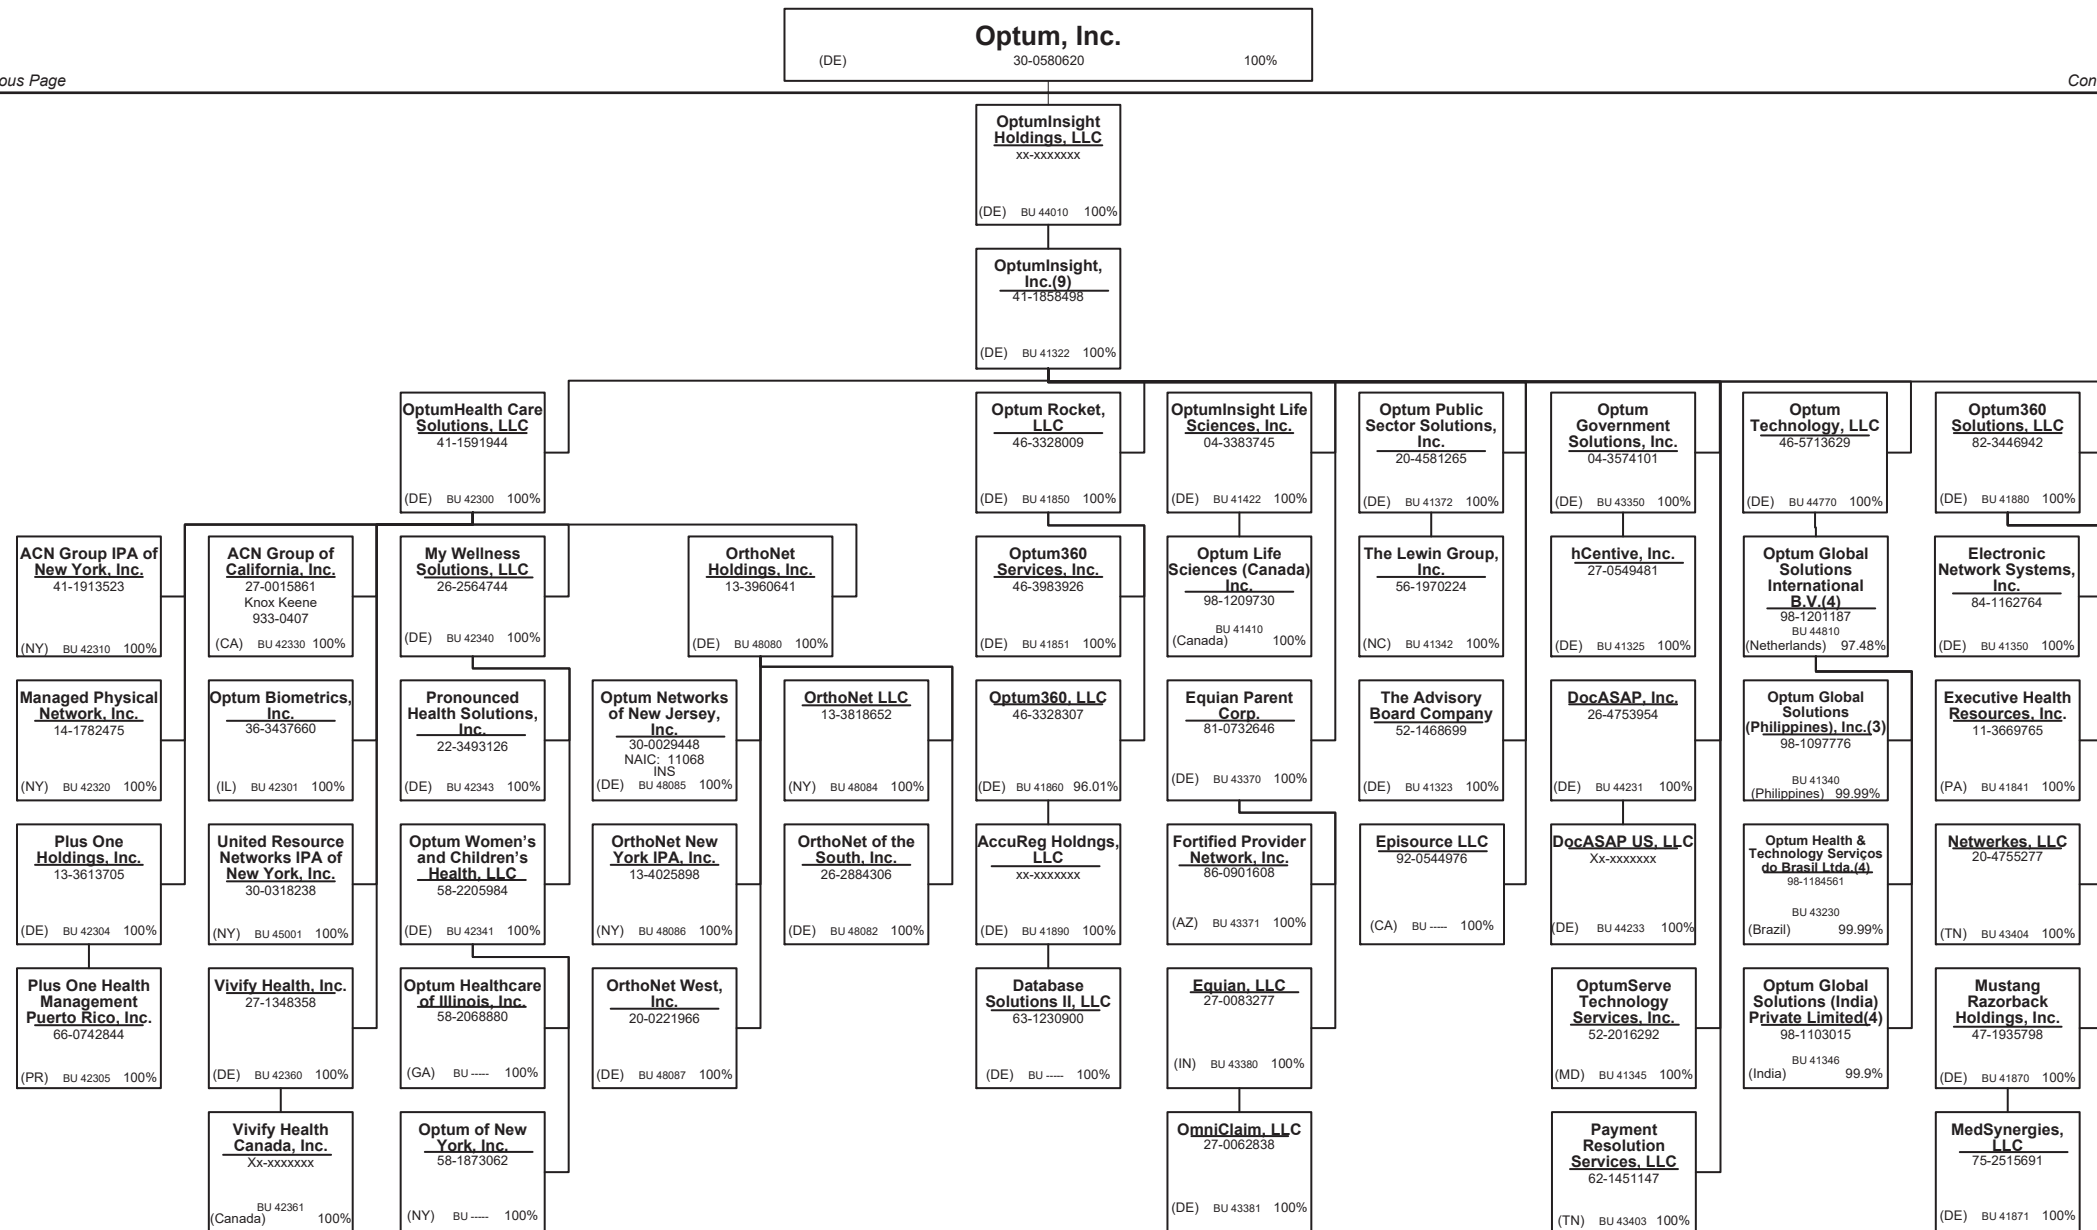 Optum, Inc.
(DE) 30-0580620 100%
ous Page
Con
OptumInsight
Holdings, LLC
xx-xxxxxxx
(DE) BU 44010 100%
OptumInsight,
Inc.(9)
41-1858498
(DE) BU 41322 100%
OptumHealth Care
Solutions, LLC
41-1591944
(DE) BU 42300 100%
Optum Rocket,
LLC
46-3328009
(DE) BU 41850 100%
OptumInsight Life
Sciences, Inc.
04-3383745
(DE) BU 41422 100%
Optum Public
Sector Solutions,
Inc.
20-4581265
(DE) BU 41372 100%
Optum
Government
Solutions, Inc.
04-3574101
(DE) BU 43350 100%
Optum
Technology, LLC
46-5713629
(DE) BU 44770 100%
Optum360
Solutions, LLC
82-3446942
(DE) BU 41880 100%
ACN Group IPA of
New York, Inc.
41-1913523
(NY) BU 42310 100%
ACN Group of
California, Inc.
27-0015861
Knox Keene
933-0407
(CA) BU 42330 100%
My Wellness
Solutions, LLC
26-2564744
(DE) BU 42340 100%
OrthoNet
Holdings, Inc.
13-3960641
(DE) BU 48080 100%
Optum360
Services, Inc.
46-3983926
(DE) BU 41851 100%
Optum Life
Sciences (Canada)
Inc.
98-1209730
BU 41410
(Canada) 100%
The Lewin Group,
Inc.
56-1970224
(NC) BU 41342 100%
hCentive, Inc.
27-0549481
(DE) BU 41325 100%
Optum Global
Solutions
International
B.V.(4)
98-1201187
BU 44810
(Netherlands) 97.48%
Electronic
Network Systems,
Inc.
84-1162764
(DE) BU 41350 100%
Managed Physical
Network, Inc.
14-1782475
(NY) BU 42320 100%
Optum Biometrics,
Inc.
36-3437660
(IL) BU 42301 100%
Pronounced
Health Solutions,
Inc.
22-3493126
(DE) BU 42343 100%
Optum Networks
of New Jersey,
Inc.
30-0029448
NAIC: 11068
INS
(DE) BU 48085 100%
OrthoNet LLC
13-3818652
(NY) BU 48084 100%
Optum360, LLC
46-3328307
(DE) BU 41860 96.01%
Equian Parent
Corp.
81-0732646
(DE) BU 43370 100%
The Advisory
Board Company
52-1468699
(DE) BU 41323 100%
DocASAP, Inc.
26-4753954
(DE) BU 44231 100%
Optum Global
Solutions
(Philippines), Inc.(3)
98-1097776
BU 41340
(Philippines) 99.99%
Executive Health
Resources, Inc.
11-3669765
(PA) BU 41841 100%
Plus One
Holdings, Inc.
13-3613705
(DE) BU 42304 100%
United Resource
Networks IPA of
New York, Inc.
30-0318238
(NY) BU 45001 100%
Optum Women's
and Children's
Health, LLC
58-2205984
(DE) BU 42341 100%
OrthoNet New
York IPA, Inc.
13-4025898
(NY) BU 48086 100%
OrthoNet of the
South, Inc.
26-2884306
(DE) BU 48082 100%
AccuReg Holdngs,
LLC
xx-xxxxxxx
(DE) BU 41890 100%
Fortified Provider
Network, Inc.
86-0901608
(AZ) BU 43371 100%
Episource LLC
92-0544976
(CA) BU ----- 100%
DocASAP US, LLC
Xx-xxxxxxx
(DE) BU 44233 100%
Optum Health &
Technology Serviços
do Brasil Ltda.(4)
98-1184561
BU 43230
(Brazil) 99.99%
Netwerkes, LLC
20-4755277
(TN) BU 43404 100%
Plus One Health
Management
Puerto Rico, Inc.
66-0742844
(PR) BU 42305 100%
Vivify Health, Inc.
27-1348358
(DE) BU 42360 100%
Optum Healthcare
of Illinois, Inc.
58-2068880
(GA) BU ----- 100%
OrthoNet West,
Inc.
20-0221966
(DE) BU 48087 100%
Database
Solutions II, LLC
63-1230900
(DE) BU ----- 100%
Equian, LLC
27-0083277
(IN) BU 43380 100%
OptumServe
Technology
Services, Inc.
52-2016292
(MD) BU 41345 100%
Optum Global
Solutions (India)
Private Limited(4)
98-1103015
BU 41346
(India) 99.9%
Mustang
Razorback
Holdings, Inc.
47-1935798
(DE) BU 41870 100%
Vivify Health
Canada, Inc.
Xx-xxxxxxx
BU 42361
(Canada) 100%
Optum of New
York, Inc.
58-1873062
(NY) BU ----- 100%
OmniClaim, LLC
27-0062838
(DE) BU 43381 100%
Payment
Resolution
Services, LLC
62-1451147
(TN) BU 43403 100%
MedSynergies,
LLC
75-2515691
(DE) BU 41871 100%